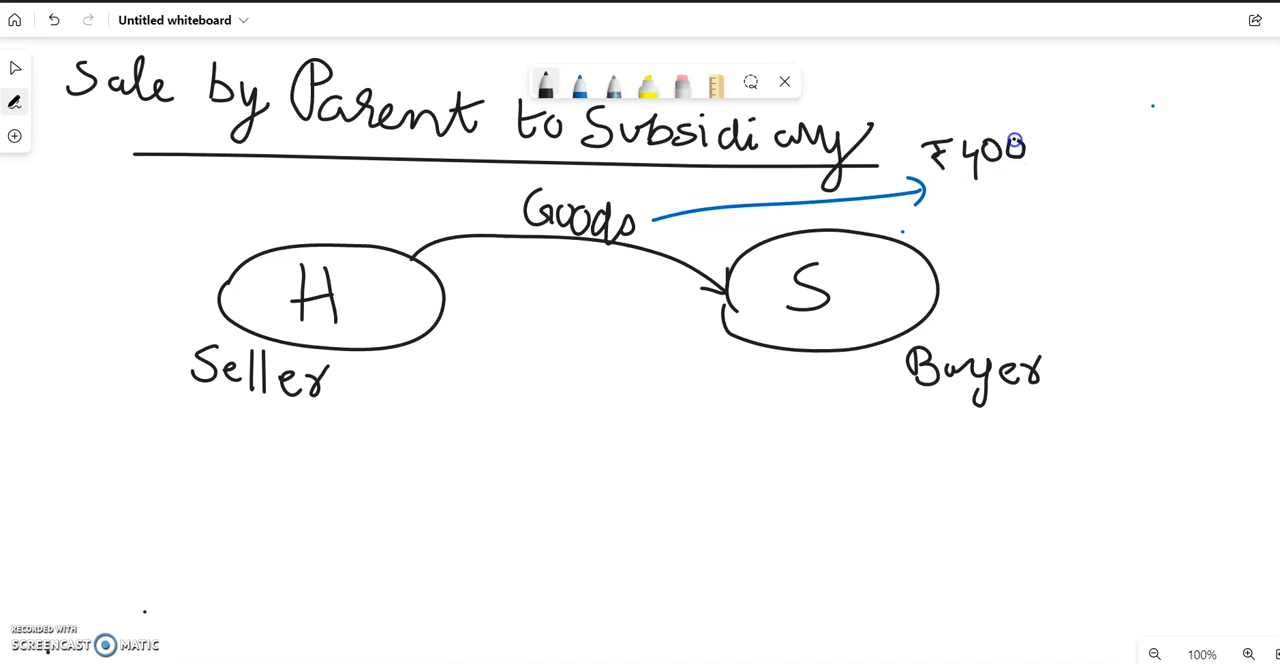 Untitled whiteboard
Sale by Parent to Subsidiary
₹400
Goods
H
S
Seller
Buyer
RECORDED WITH
SCREENCAST MATIC
100%